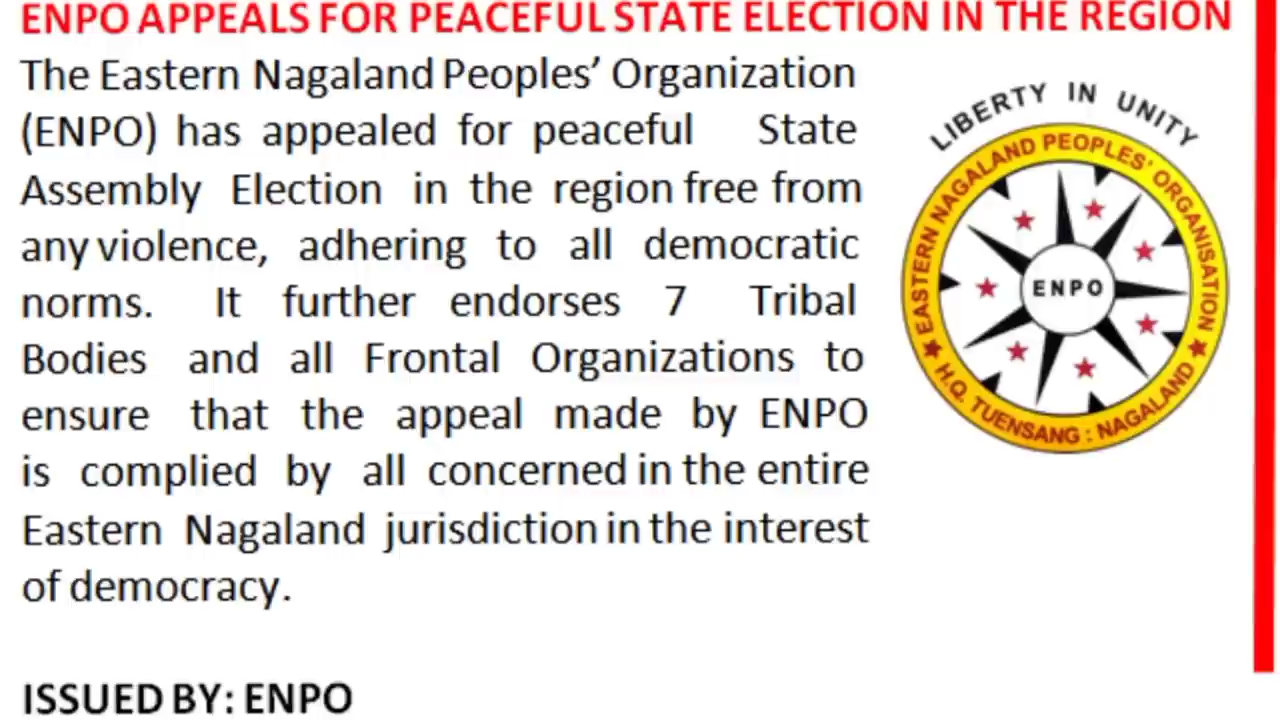 ENPO APPEALS FOR PEACEFUL STATE ELECTION IN THE REGION
The Eastern Nagaland Peoples’ Organization
(ENPO) has appealed for peaceful State
Assembly Election in the region free from
any violence, adhering to all democratic
norms. It further endorses 7 Tribal
Bodies and all Frontal Organizations to
ensure that the appeal made by ENPO
is complied by all concerned in the entire
Eastern Nagaland jurisdiction in the interest
of democracy.
ISSUED BY: ENPO
LIBERTY IN UNITY
EASTERN NAGALAND PEOPLES' ORGANISATION
ENPO
H.Q. TUENSANG : NAGALAND